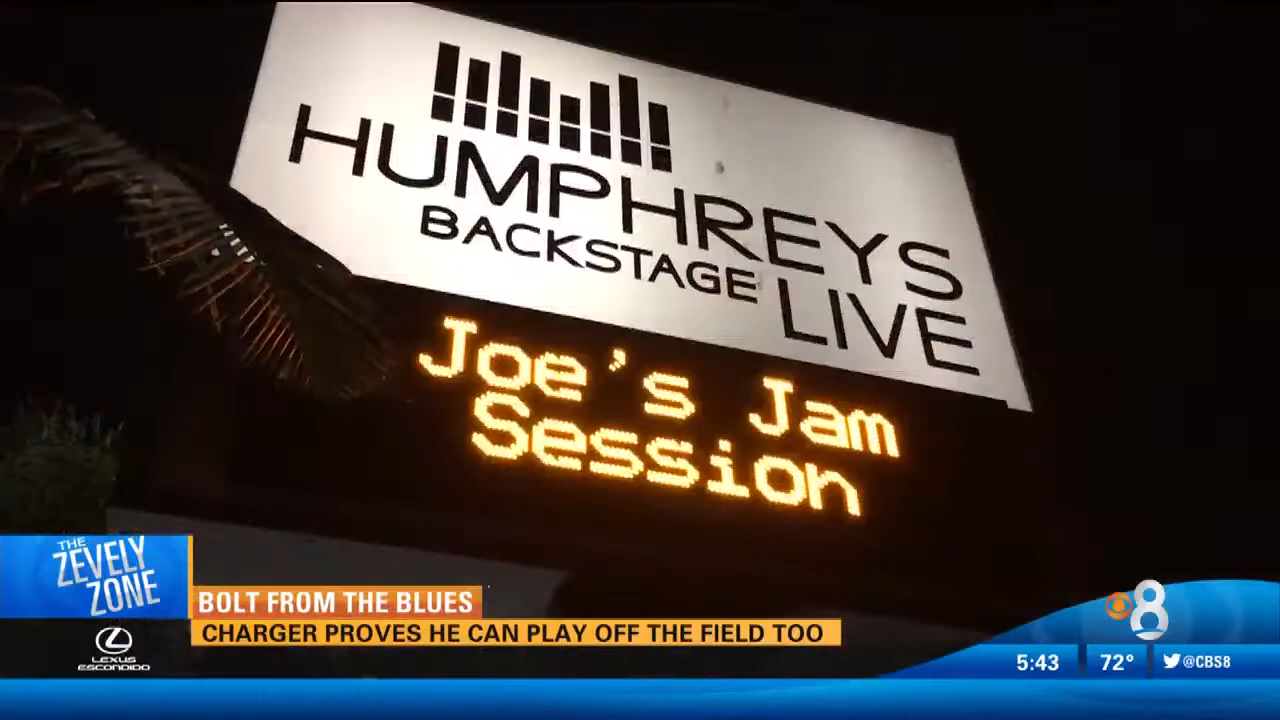 HUMPHREYS
BACKSTAGE LIVE
Joe's Jam
Session
THE
ZEVELY
ZONE
BOLT FROM THE BLUES
CHARGER PROVES HE CAN PLAY OFF THE FIELD TOO
LEXUS
ESCONDIDO
8
5:43 72° @CBS8